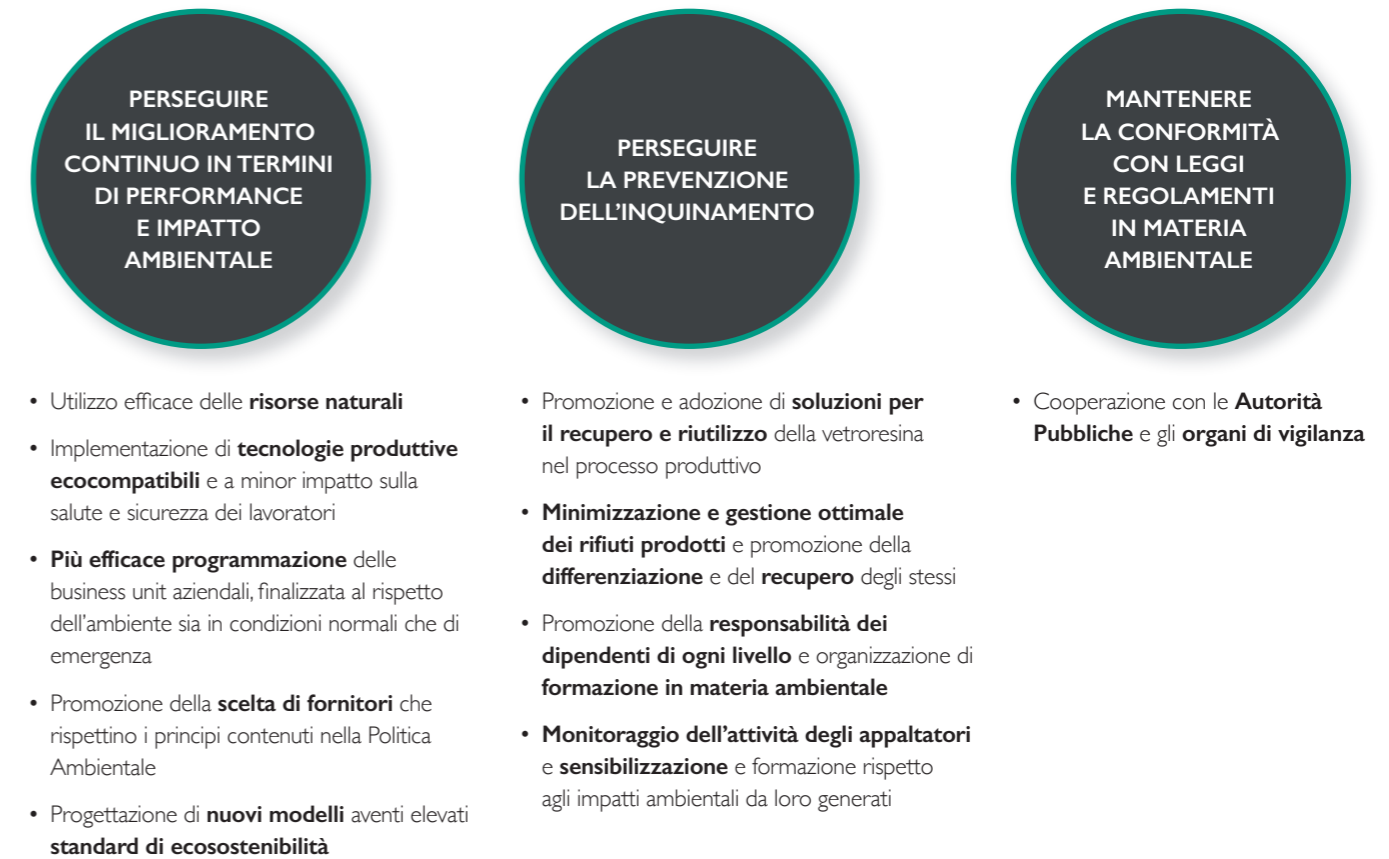 PERSEGUIRE
IL MIGLIORAMENTO
CONTINUO IN TERMINI
DI PERFORMANCE
E IMPATTO
AMBIENTALE
• Utilizzo efficace delle risorse naturali
• Implementazione di tecnologie produttive
ecocompatibili e a minor impatto sulla
salute e sicurezza dei lavoratori
• Più efficace programmazione delle
business unit aziendali, finalizzata al rispetto
dell’ambiente sia in condizioni normali che di
emergenza
• Promozione della scelta di fornitori che
rispettino i principi contenuti nella Politica
Ambientale
• Progettazione di nuovi modelli aventi elevati
standard di ecosostenibilità
PERSEGUIRE
LA PREVENZIONE
DELL’INQUINAMENTO
• Promozione e adozione di soluzioni per
il recupero e riutilizzo della vetroresina
nel processo produttivo
• Minimizzazione e gestione ottimale
dei rifiuti prodotti e promozione della
differenziazione e del recupero degli stessi
• Promozione della responsabilità dei
dipendenti di ogni livello e organizzazione di
formazione in materia ambientale
• Monitoraggio dell’attività degli appaltatori
e sensibilizzazione e formazione rispetto
agli impatti ambientali da loro generati
MANTENERE
LA CONFORMITÀ
CON LEGGI
E REGOLAMENTI
IN MATERIA
AMBIENTALE
• Cooperazione con le Autorità
Pubbliche e gli organi di vigilanza